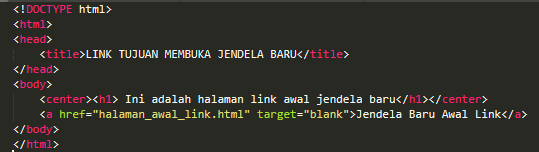 <!DOCTYPE html>
<html>
<head>
    <title>LINK TUJUAN MEMBUKA JENDELA BARU</title>
</head>
<body>
    <center><h1> Ini adalah halaman link awal jendela baru</h1></center>
    <a href="halaman_awal_link.html" target="blank">Jendela Baru Awal Link</a>
</body>
</html>